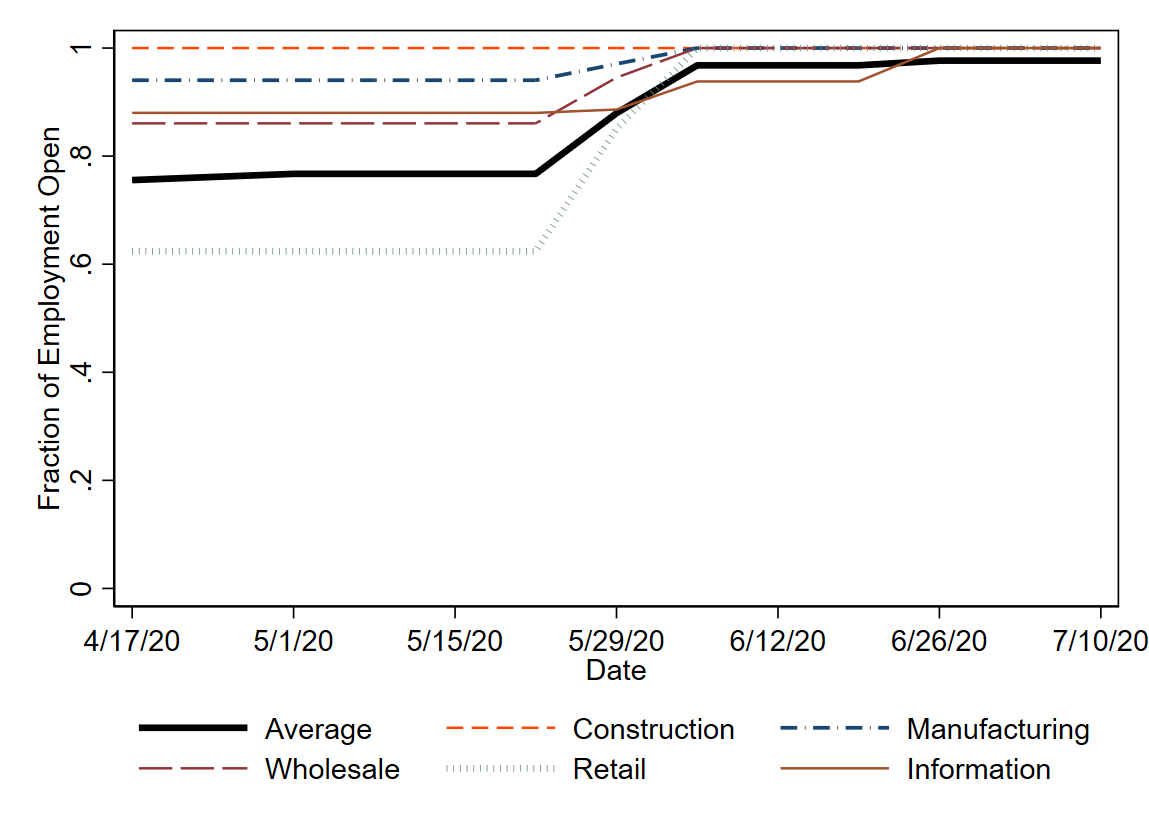 Fraction of Employment Open
1
.8
.6
.4
.2
0
4/17/20 5/1/20 5/15/20 5/29/20 6/12/20 6/26/20 7/10/20
Date
Average Construction Manufacturing
Wholesale Retail Information